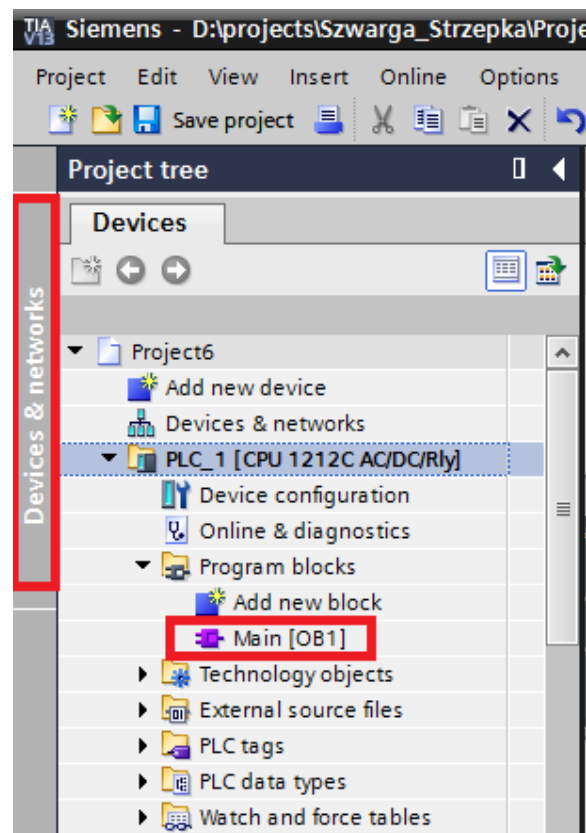 TIA V13 Siemens - D:\projects\Szwarga_Strzepka\Proje
Project Edit View Insert Online Options
Save project
Project tree
Devices
Devices & networks
Project6
Add new device
Devices & networks
PLC_1 [CPU 1212C AC/DC/Rly]
Device configuration
Online & diagnostics
Program blocks
Add new block
Main [OB1]
Technology objects
External source files
PLC tags
PLC data types
Watch and force tables